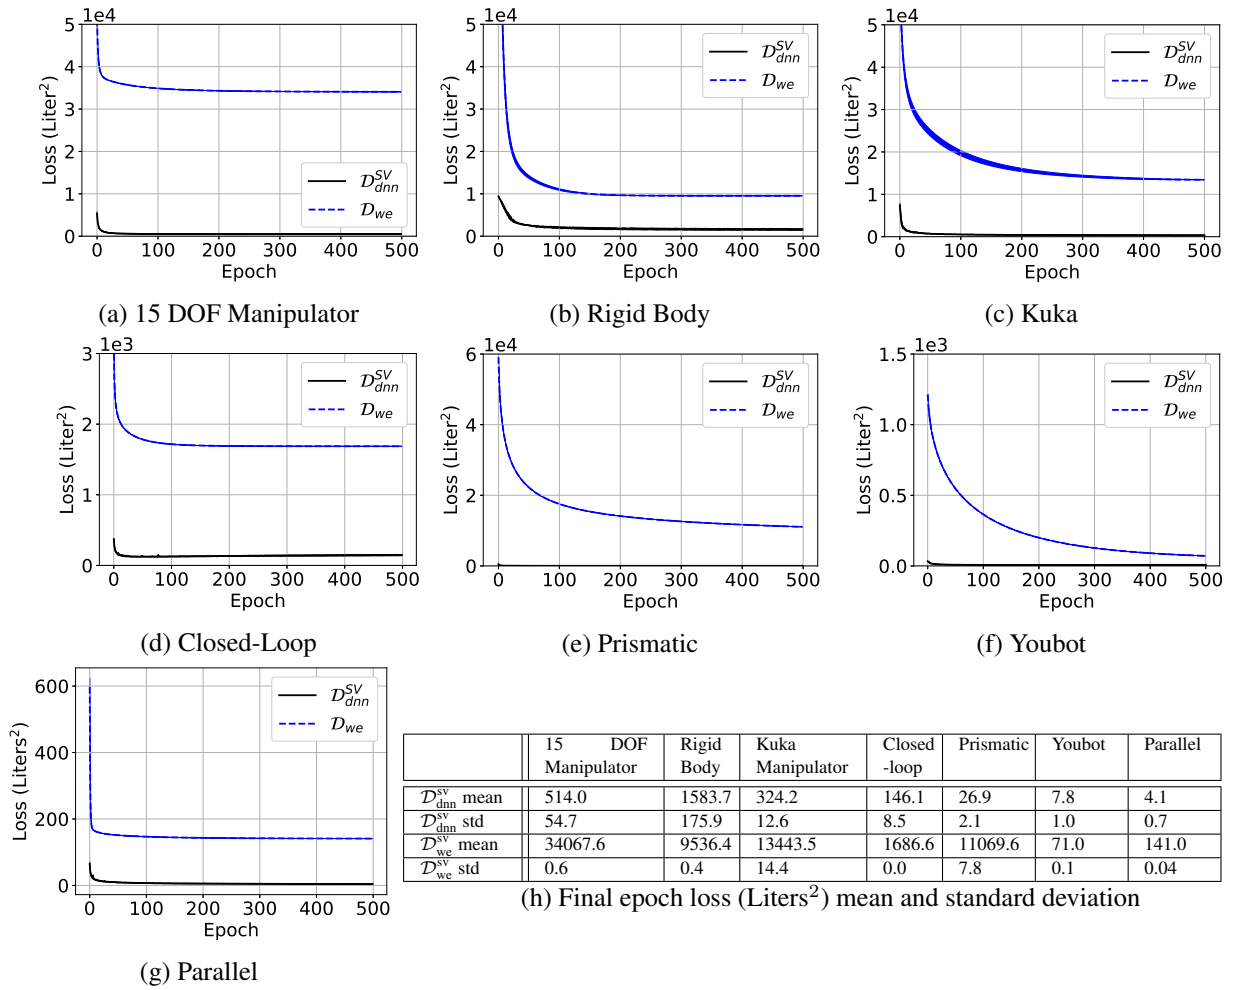 1e4
5
4
3
2
1
0
Loss (Liter²)
𝒟^SV_dnn
𝒟_we
0 100 200 300 400 500
Epoch
(a) 15 DOF Manipulator
1e4
5
4
3
2
1
0
Loss (Liter²)
𝒟^SV_dnn
𝒟_we
0 100 200 300 400 500
Epoch
(b) Rigid Body
1e4
5
4
3
2
1
0
Loss (Liter²)
𝒟^SV_dnn
𝒟_we
0 100 200 300 400 500
Epoch
(c) Kuka
1e3
3
2
1
0
Loss (Liter²)
𝒟^SV_dnn
𝒟_we
0 100 200 300 400 500
Epoch
(d) Closed-Loop
1e4
6
4
2
0
Loss (Liter²)
𝒟^SV_dnn
𝒟_we
0 100 200 300 400 500
Epoch
(e) Prismatic
1e3
1.5
1.0
0.5
0.0
Loss (Liter²)
𝒟^SV_dnn
𝒟_we
0 100 200 300 400 500
Epoch
(f) Youbot
600
400
200
0
Loss (Liters²)
𝒟^SV_dnn
𝒟_we
0 100 200 300 400 500
Epoch
(g) Parallel
15 DOF Rigid Kuka Closed Prismatic Youbot Parallel
Manipulator Body Manipulator -loop
𝒟^sv_dnn mean 514.0 1583.7 324.2 146.1 26.9 7.8 4.1
𝒟^sv_dnn std 54.7 175.9 12.6 8.5 2.1 1.0 0.7
𝒟^sv_we mean 34067.6 9536.4 13443.5 1686.6 11069.6 71.0 141.0
𝒟^sv_we std 0.6 0.4 14.4 0.0 7.8 0.1 0.04
(h) Final epoch loss (Liters²) mean and standard deviation